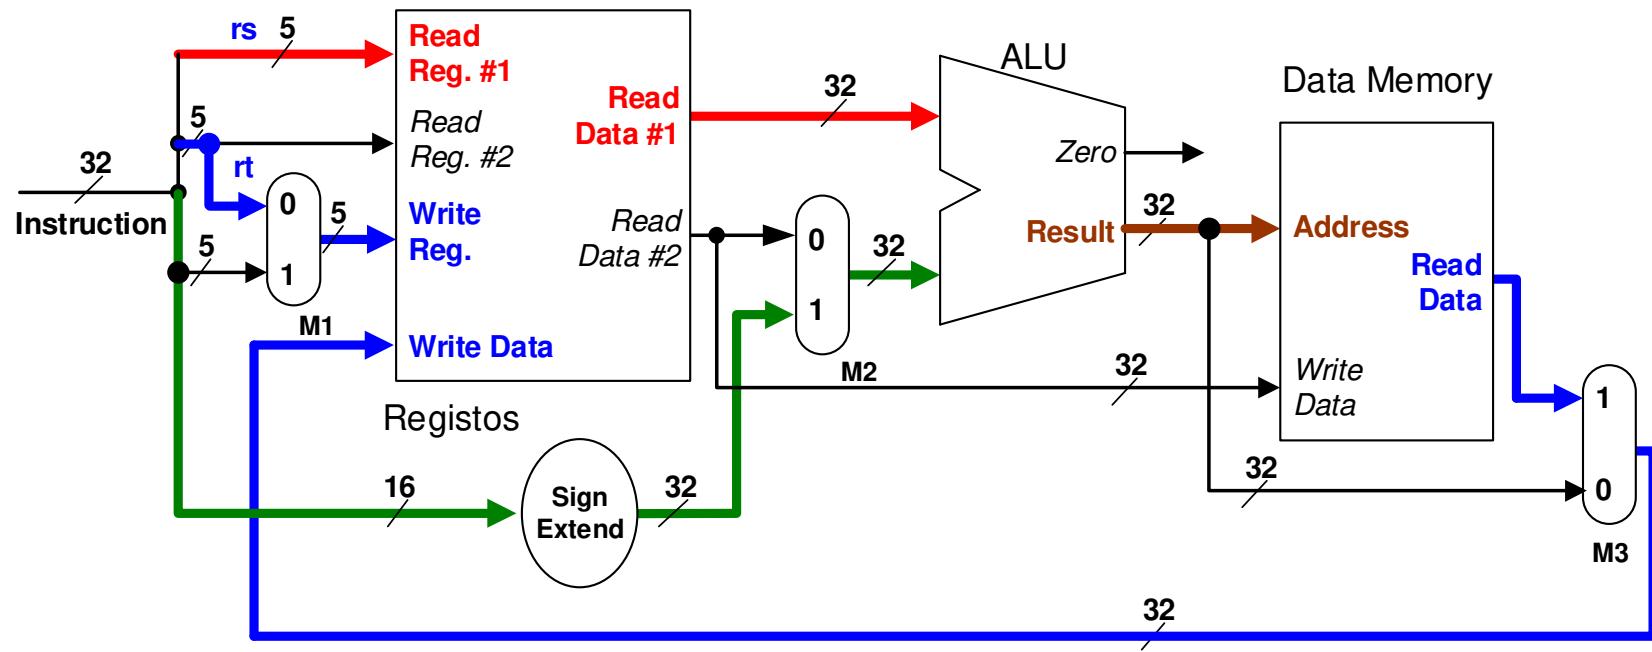 rs
5
Read
Reg. #1
5
Read
Reg. #2
rt
32
Instruction
0
1
5
5
M1
Write
Reg.
Write Data
Read
Data #1
Read
Data #2
Registos
16
Sign
Extend
32
32
0
1
M2
32
ALU
Zero
Result
32
32
Data Memory
Address
Read
Data
Write
Data
32
1
0
M3
32